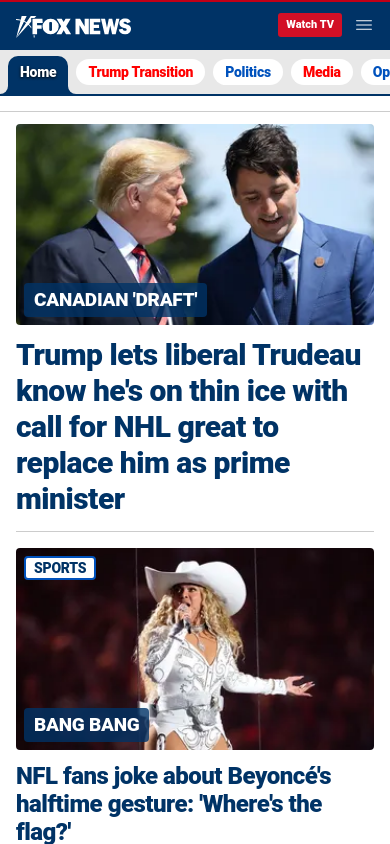 FOX NEWS
Watch TV
Home
Trump Transition
Politics
Media
Op
CANADIAN 'DRAFT'
Trump lets liberal Trudeau
know he's on thin ice with
call for NHL great to
replace him as prime
minister
SPORTS
BANG BANG
NFL fans joke about Beyoncé's
halftime gesture: 'Where's the
flag?'